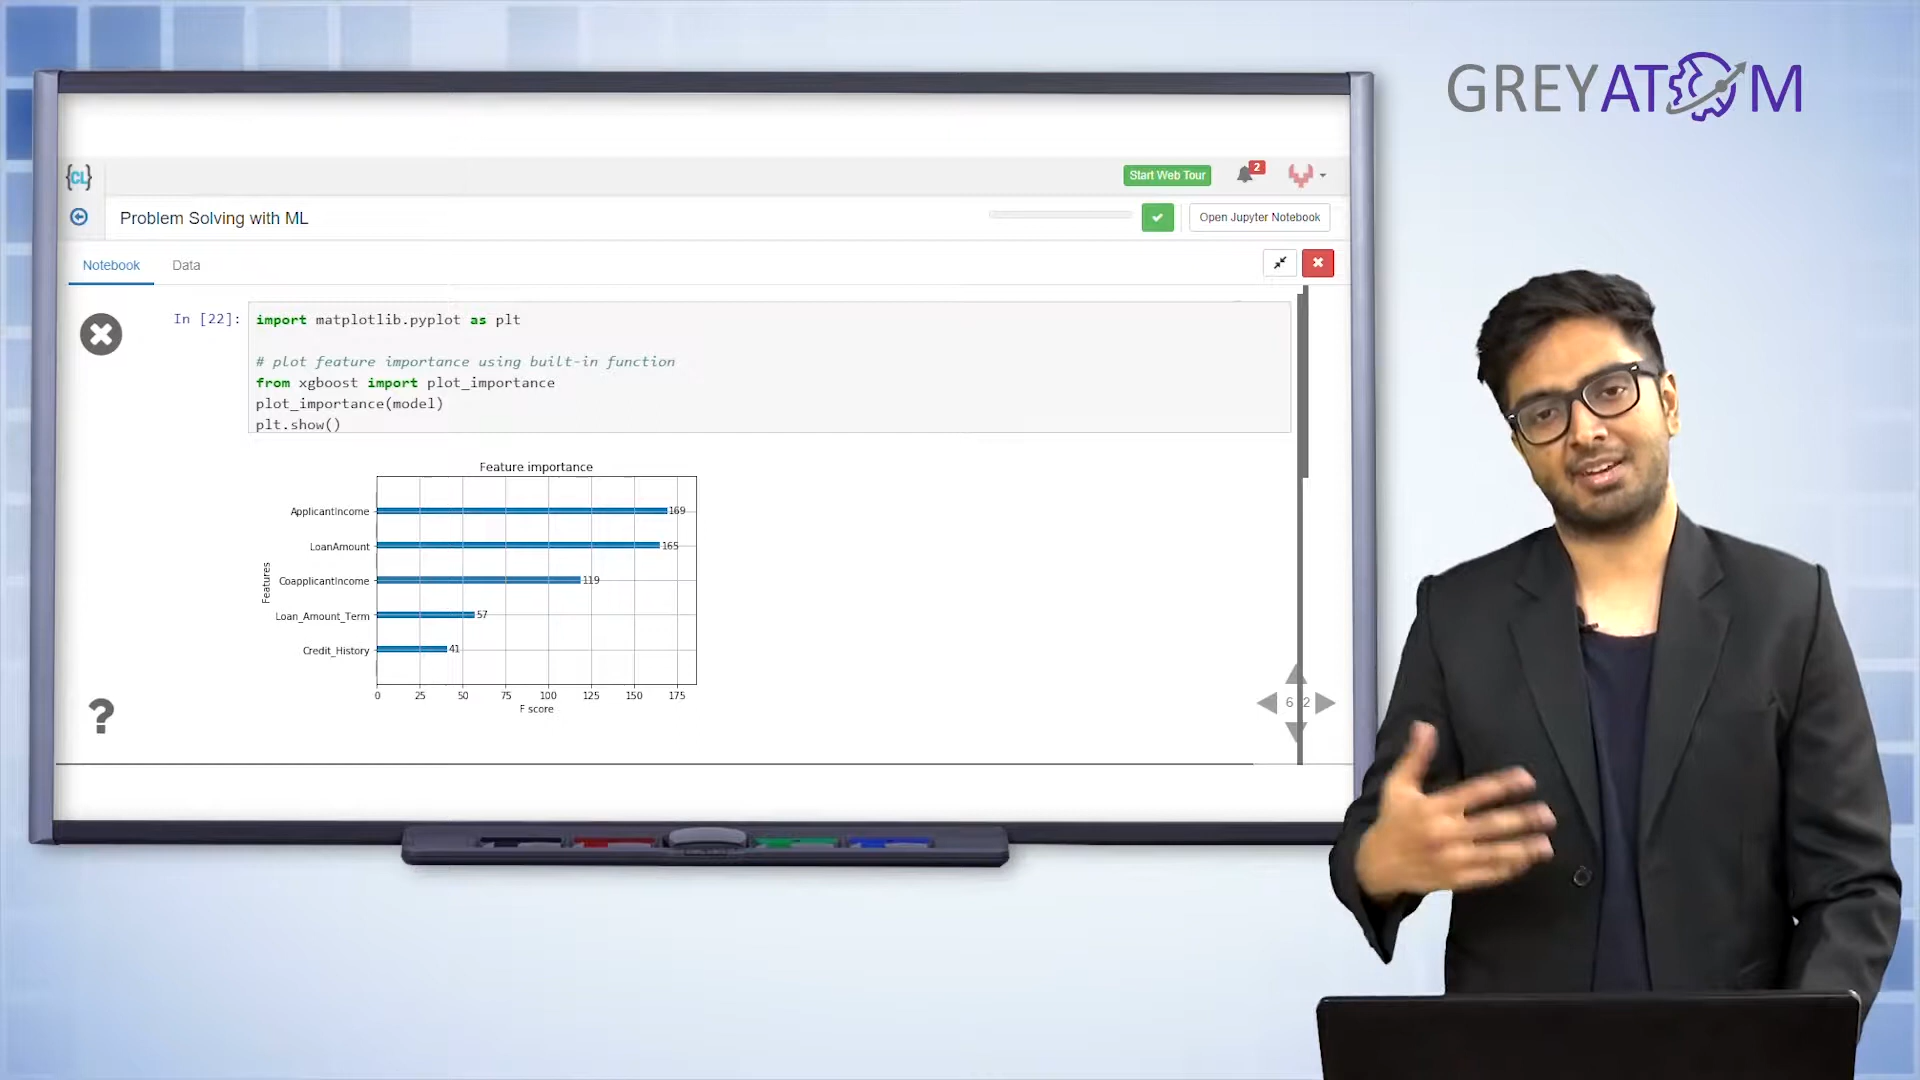 GREYATOM
{CL}
Start Web Tour
2
Problem Solving with ML
Open Jupyter Notebook
Notebook
Data
In [22]:
import matplotlib.pyplot as plt
# plot feature importance using built-in function
from xgboost import plot_importance
plot_importance(model)
plt.show()
Feature importance
ApplicantIncome
169
LoanAmount
165
CoapplicantIncome
119
Loan_Amount_Term
57
Credit_History
41
Features
0 25 50 75 100 125 150 175
F score
?
6 2